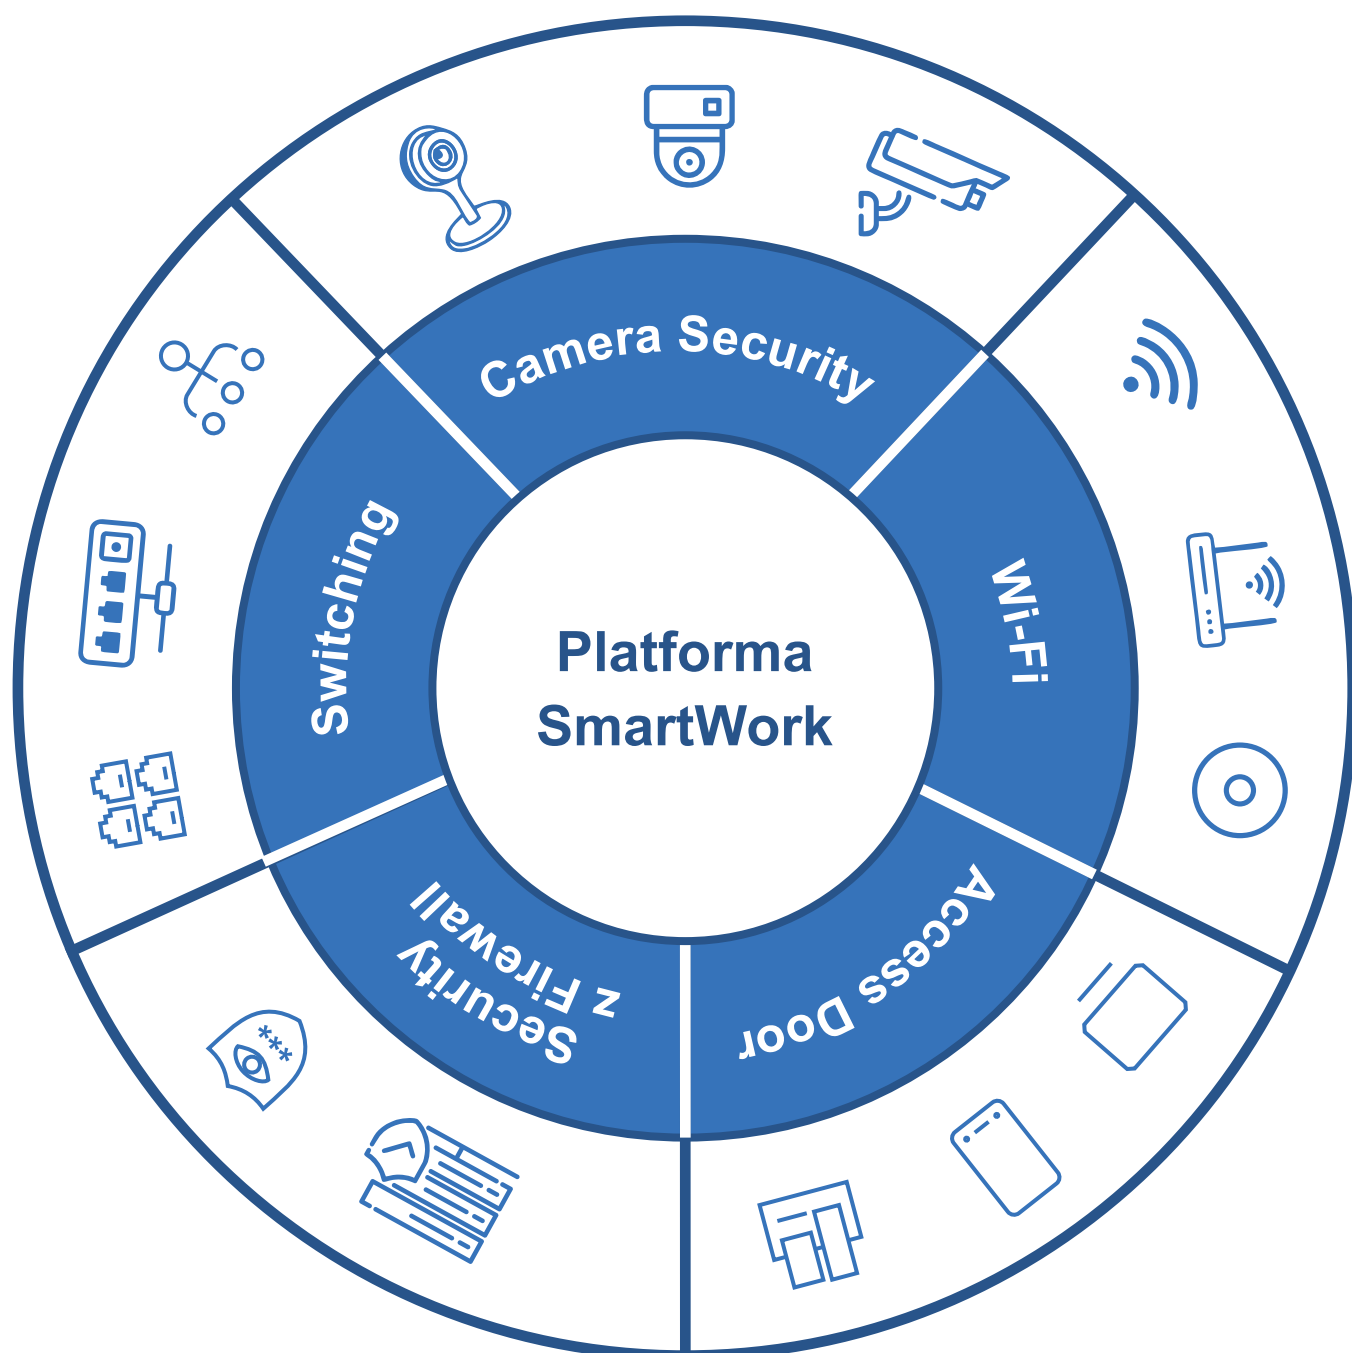 Camera Security
Wi-Fi
Access Door
Security
z Firewall
Switching
Platforma
SmartWork
***